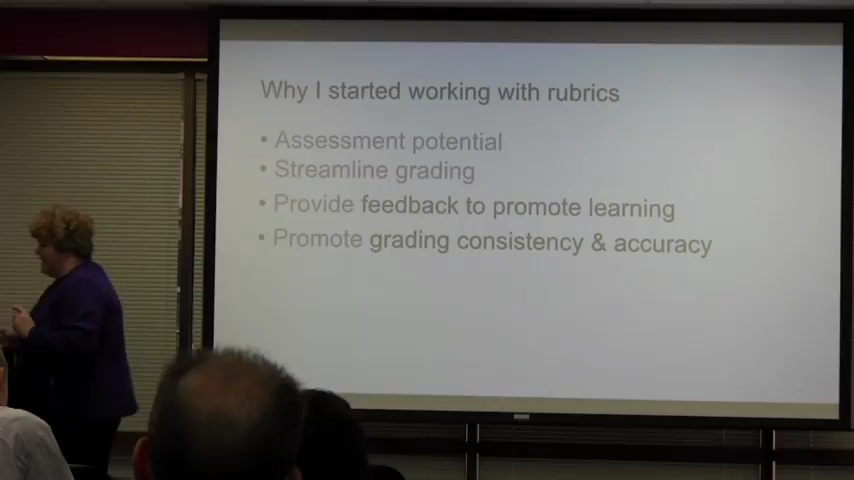 Why I started working with rubrics
• Assessment potential
• Streamline grading
• Provide feedback to promote learning
• Promote grading consistency & accuracy